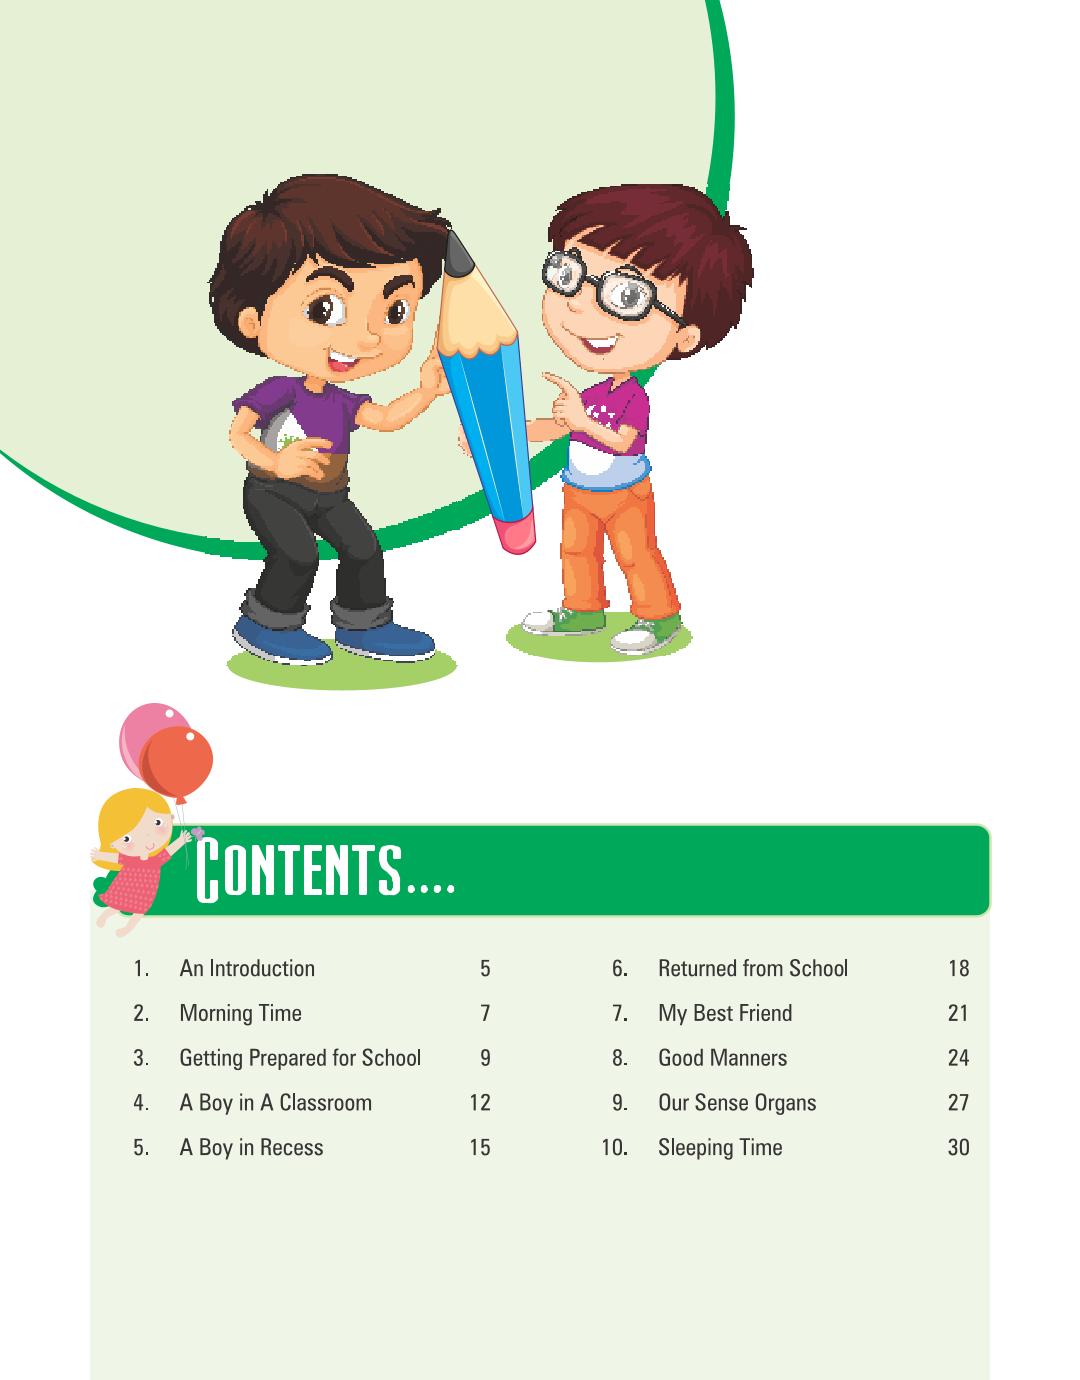 CONTENTS....
1. An Introduction 5
2. Morning Time 7
3. Getting Prepared for School 9
4. A Boy in A Classroom 12
5. A Boy in Recess 15
6. Returned from School 18
7. My Best Friend 21
8. Good Manners 24
9. Our Sense Organs 27
10. Sleeping Time 30